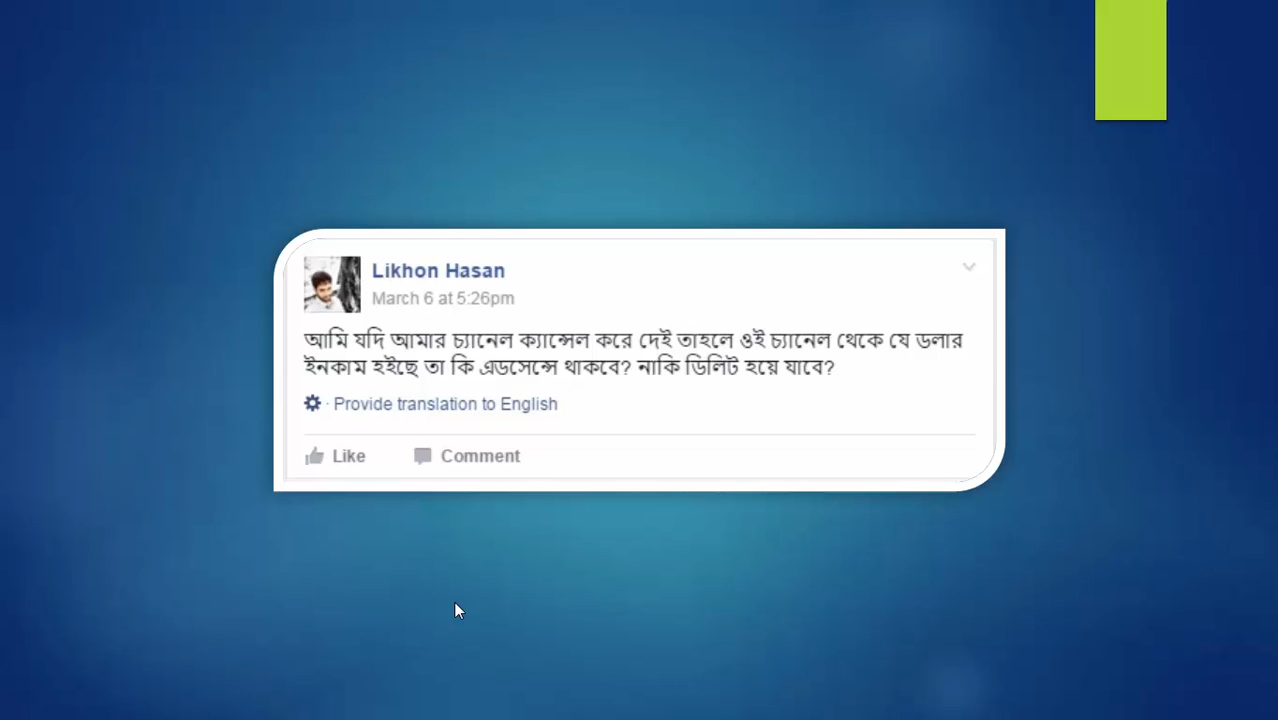 Likhon Hasan
March 6 at 5:26pm
আমি যদি আমার চ্যানেল ক্যান্সেল করে দেই তাহলে ওই চ্যানেল থেকে যে ডলার
ইনকাম হইছে তা কি এডসেন্সে থাকবে? নাকি ডিলিট হয়ে যাবে?
· Provide translation to English
Like Comment